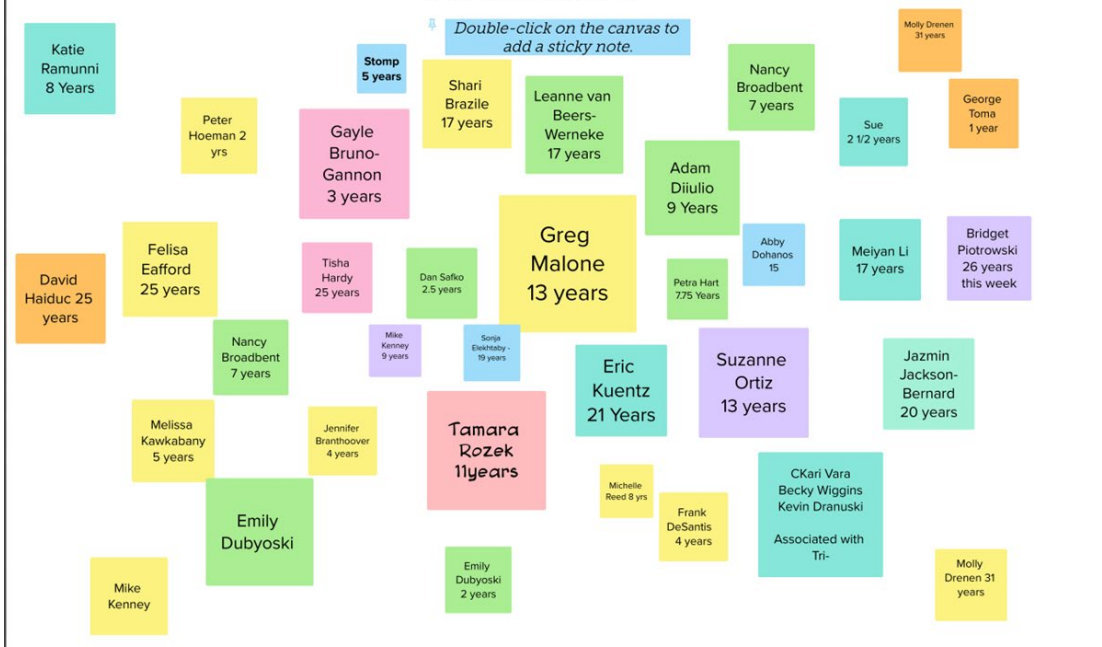 Double-click on the canvas to
add a sticky note.
Katie
Ramunni
8 Years
Stomp
5 years
Shari
Brazile
17 years
Leanne van
Beers-
Werneke
17 years
Nancy
Broadbent
7 years
Molly Drenen
31 years
George
Toma
1 year
Sue
2 1/2 years
Peter
Hoeman 2
yrs
Gayle
Bruno-
Gannon
3 years
Adam
Diiulio
9 Years
Greg
Malone
13 years
David
Haiduc 25
years
Felisa
Eafford
25 years
Tisha
Hardy
25 years
Dan Safko
2.5 years
Petra Hart
7.75 Years
Abby
Dohanos
15
Meiyan Li
17 years
Bridget
Piotrowski
26 years
this week
Nancy
Broadbent
7 years
Mike
Kenney
9 years
Sonja
Elekhtaby -
19 years
Eric
Kuentz
21 Years
Suzanne
Ortiz
13 years
Jazmin
Jackson-
Bernard
20 years
Melissa
Kawkabany
5 years
Jennifer
Branthoover
4 years
Tamara
Rozek
11years
Michelle
Reed 8 yrs
Frank
DeSantis
4 years
CKari Vara
Becky Wiggins
Kevin Dranuski
Associated with
Tri-
Emily
Dubyoski
Mike
Kenney
Emily
Dubyoski
2 years
Molly
Drenen 31
years